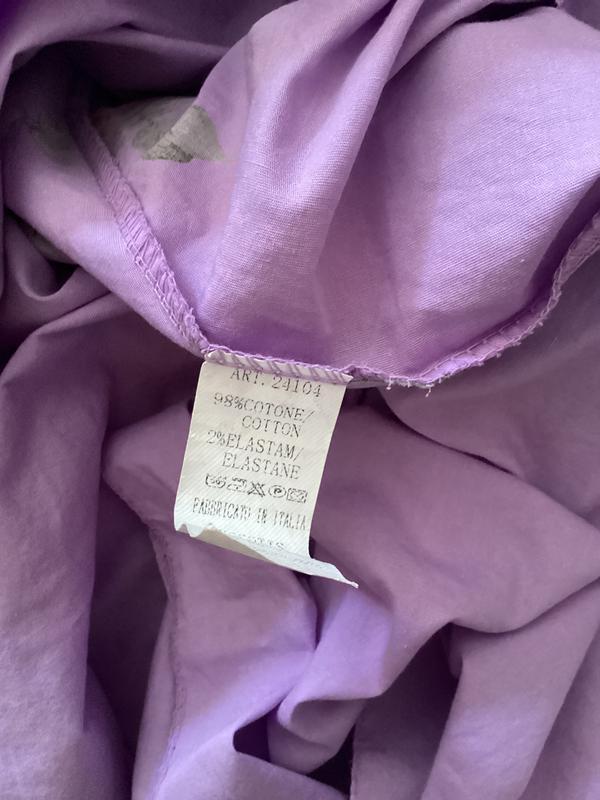 ART. 24104
98%COTONE/
COTTON
2%ELASTAM/
ELASTANE
FABBRICATO IN ITALIA